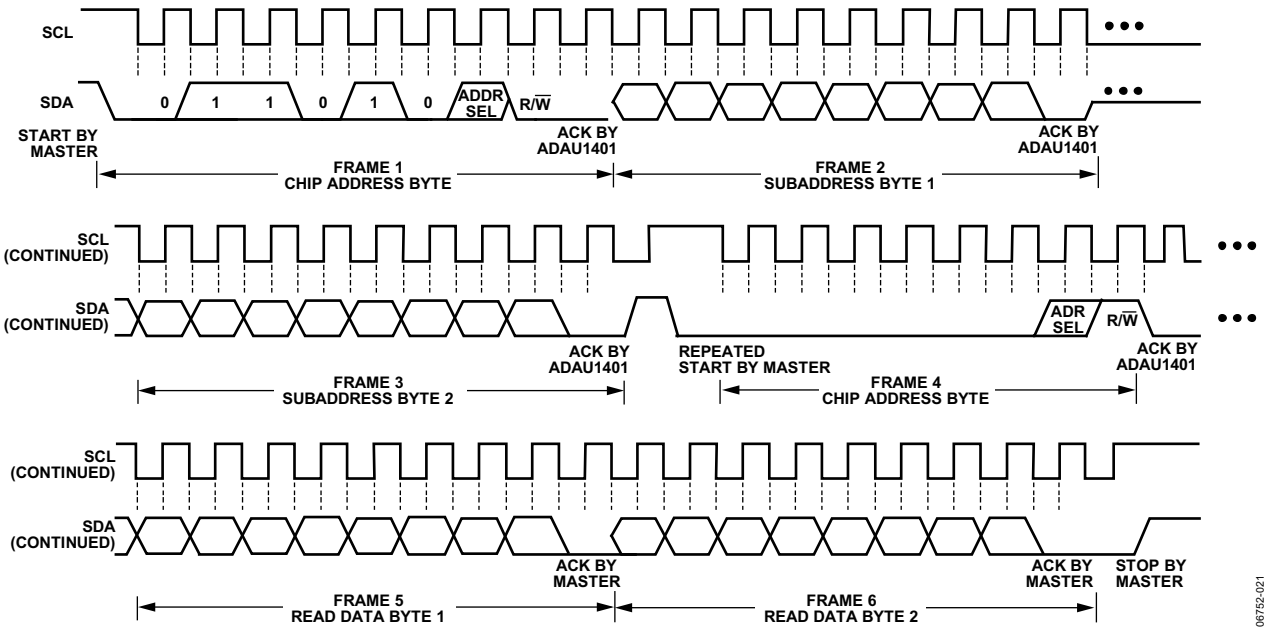 SCL
SDA
0 1 1 0 1 0 ADDR SEL R/W̅
START BY MASTER
ACK BY ADAU1401
ACK BY ADAU1401
FRAME 1
CHIP ADDRESS BYTE
FRAME 2
SUBADDRESS BYTE 1
SCL
(CONTINUED)
SDA
(CONTINUED)
ADR
SEL
R/W̅
ACK BY
ADAU1401
REPEATED
START BY MASTER
ACK BY
ADAU1401
FRAME 3
SUBADDRESS BYTE 2
FRAME 4
CHIP ADDRESS BYTE
SCL
(CONTINUED)
SDA
(CONTINUED)
ACK BY
MASTER
ACK BY
MASTER
STOP BY
MASTER
FRAME 5
READ DATA BYTE 1
FRAME 6
READ DATA BYTE 2
06752-021